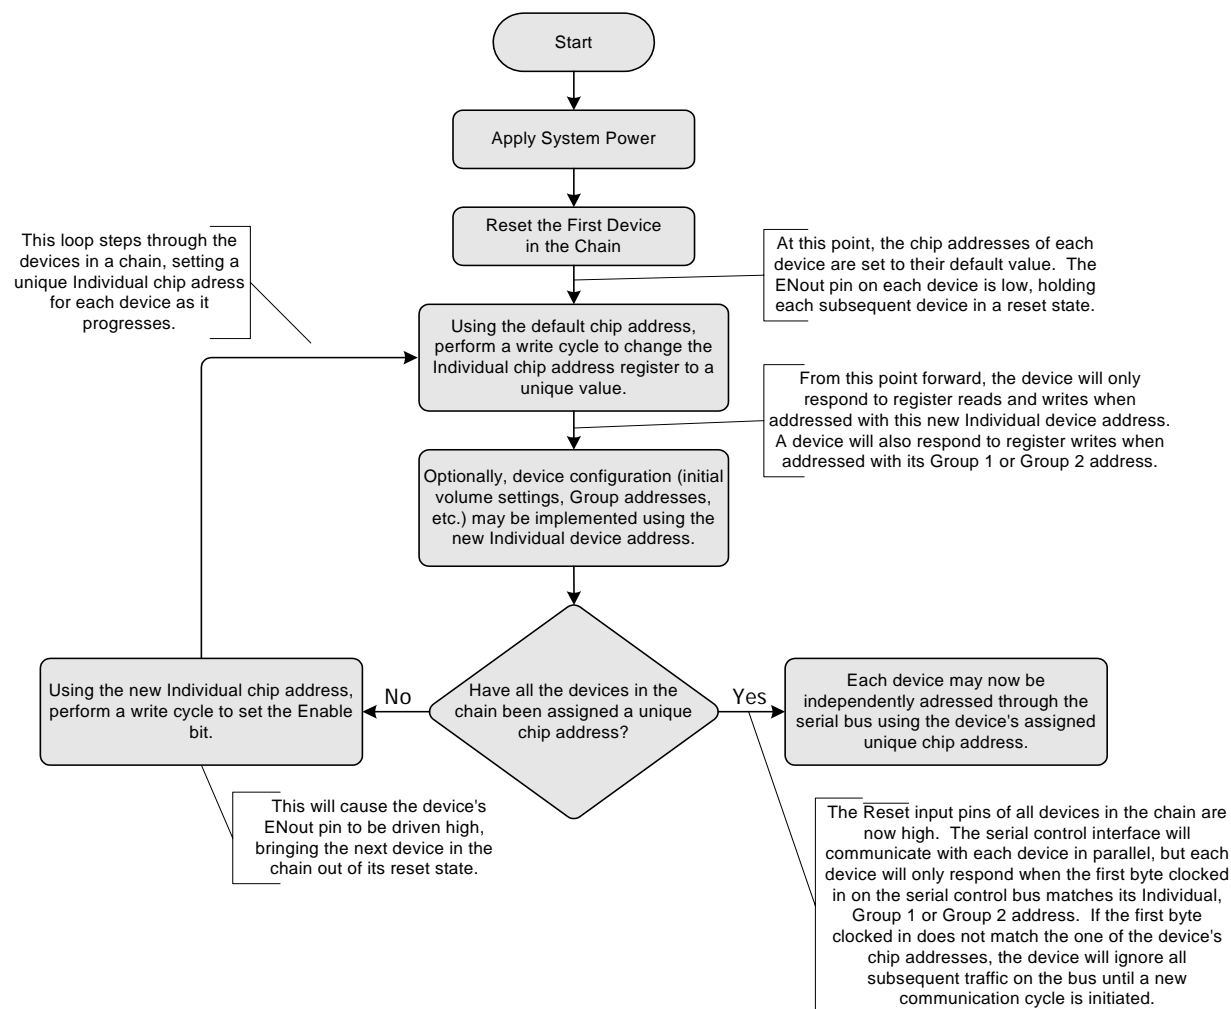 Start
Apply System Power
Reset the First Device
in the Chain
This loop steps through the
devices in a chain, setting a
unique Individual chip adress
for each device as it
progresses.
At this point, the chip addresses of each
device are set to their default value.  The
ENout pin on each device is low, holding
each subsequent device in a reset state.
Using the default chip address,
perform a write cycle to change the
Individual chip address register to a
unique value.
From this point forward, the device will only
respond to register reads and writes when
addressed with this new Individual device address.
A device will also respond to register writes when
addressed with its Group 1 or Group 2 address.
Optionally, device configuration (initial
volume settings, Group addresses,
etc.) may be implemented using the
new Individual device address.
Using the new Individual chip address,
perform a write cycle to set the Enable
bit.
No
Have all the devices in the
chain been assigned a unique
chip address?
Yes
Each device may now be
independently adressed through the
serial bus using the device's assigned
unique chip address.
This will cause the device's
ENout pin to be driven high,
bringing the next device in the
chain out of its reset state.
The Reset input pins of all devices in the chain are
now high.  The serial control interface will
communicate with each device in parallel, but each
device will only respond when the first byte clocked
in on the serial control bus matches its Individual,
Group 1 or Group 2 address.  If the first byte
clocked in does not match the one of the device's
chip addresses, the device will ignore all
subsequent traffic on the bus until a new
communication cycle is initiated.